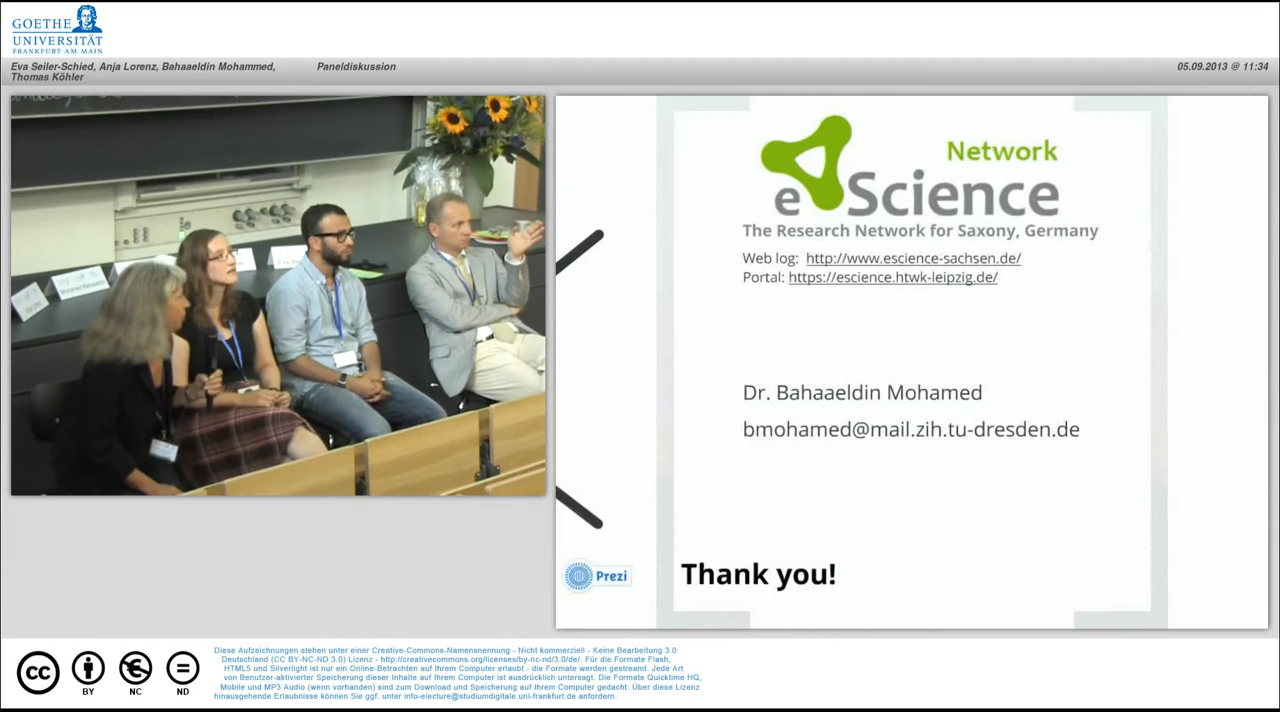 GOETHE
UNIVERSITÄT
FRANKFURT AM MAIN
Eva Seiler-Schied, Anja Lorenz, Bahaaeldin Mohammed,
Thomas Köhler
Paneldiskussion
05.09.2013 @ 11:34
Network
eScience
The Research Network for Saxony, Germany
Web log: http://www.escience-sachsen.de/
Portal: https://escience.htwk-leipzig.de/
Dr. Bahaaeldin Mohamed
bmohamed@mail.zih.tu-dresden.de
Prezi
Thank you!
cc
BY
NC
ND
Diese Aufzeichnungen stehen unter einer Creative-Commons-Namensnennung - Nicht kommerziell - Keine Bearbeitung 3.0
Deutschland (CC BY-NC-ND 3.0) Lizenz - http://creativecommons.org/licenses/by-nc-nd/3.0/de/. Für die Formate Flash,
HTML5 und Silverlight ist nur ein Online-Betrachten auf Ihrem Computer erlaubt - die Formate werden gestreamt. Jede Art
von Benutzer-aktivierter Speicherung dieser Inhalte auf Ihrem Computer ist ausdrücklich untersagt. Die Formate Quicktime HQ,
Mobile und MP3 Audio (wenn vorhanden) sind zum Download und Speicherung auf Ihrem Computer gedacht. Über diese Lizenz
hinausgehende Erlaubnisse können Sie ggf. unter info-electure@studiumdigitale.uni-frankfurt.de anfordern.